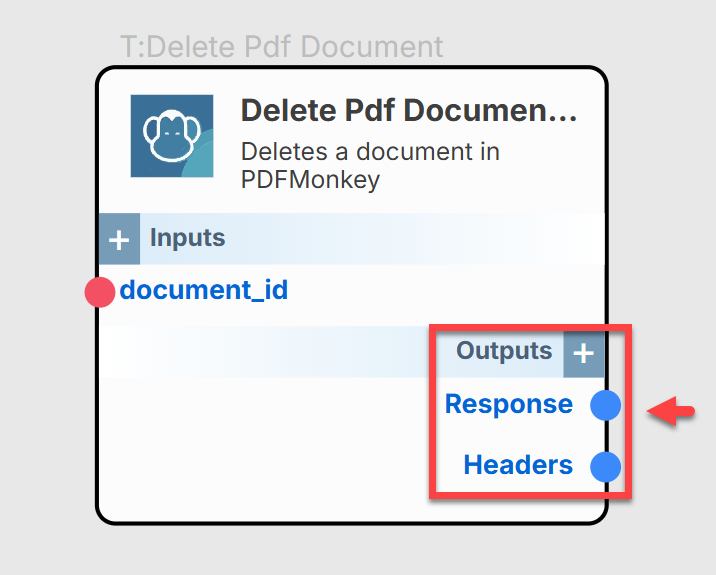 T:Delete Pdf Document
Delete Pdf Documen...
Deletes a document in
PDFMonkey
+ Inputs
document_id
Outputs +
Response
Headers